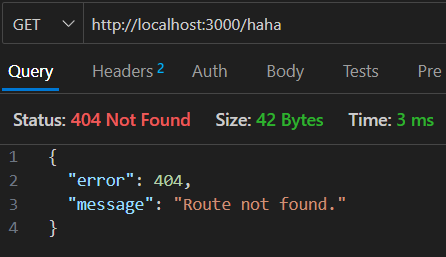 GET http://localhost:3000/haha
Query Headers 2 Auth Body Tests Pre
Status: 404 Not Found Size: 42 Bytes Time: 3 ms
1 {
2 "error": 404,
3 "message": "Route not found."
4 }